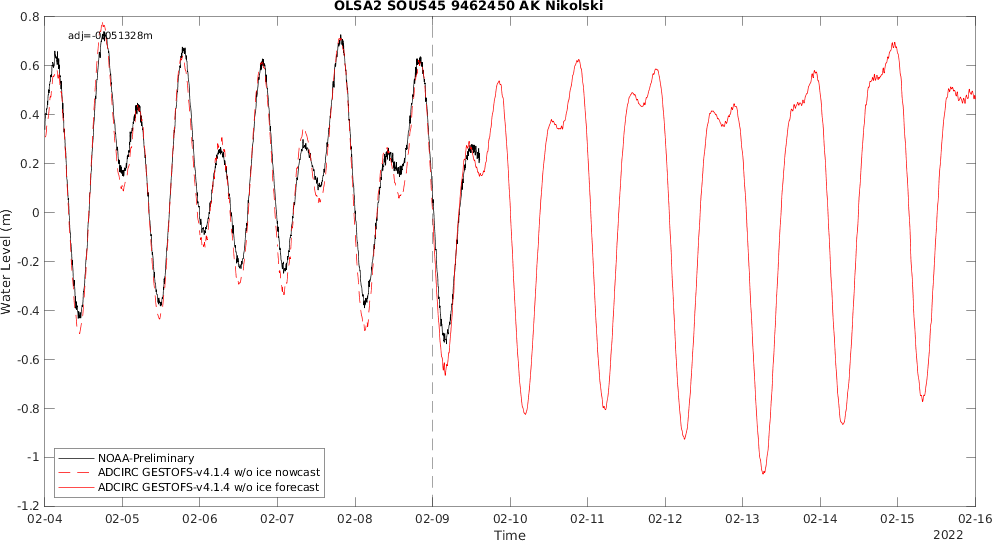 OLSA2 SOUS45 9462450 AK Nikolski
adj=-0.051328m
0.8
0.6
0.4
0.2
0
-0.2
-0.4
-0.6
-0.8
-1
-1.2
Water Level (m)
NOAA-Preliminary
ADCIRC GESTOFS-v4.1.4 w/o ice nowcast
ADCIRC GESTOFS-v4.1.4 w/o ice forecast
02-04 02-05 02-06 02-07 02-08 02-09 02-10 02-11 02-12 02-13 02-14 02-15 02-16
Time
2022